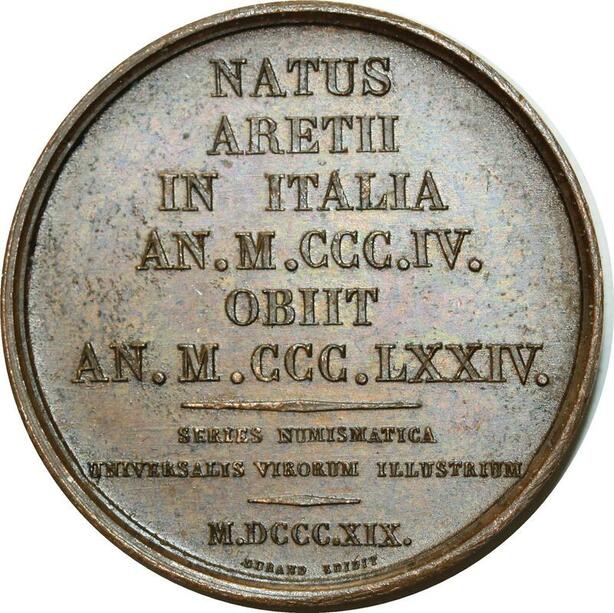 NATUS
ARETII
IN ITALIA
AN. M. CCC. IV.
OBIIT
AN. M. CCC. LXXIV.
SERIES NUMISMATICA
UNIVERSALIS VIRORUM ILLUSTRIUM
M.DCCC.XIX.
DURAND EDIDIT